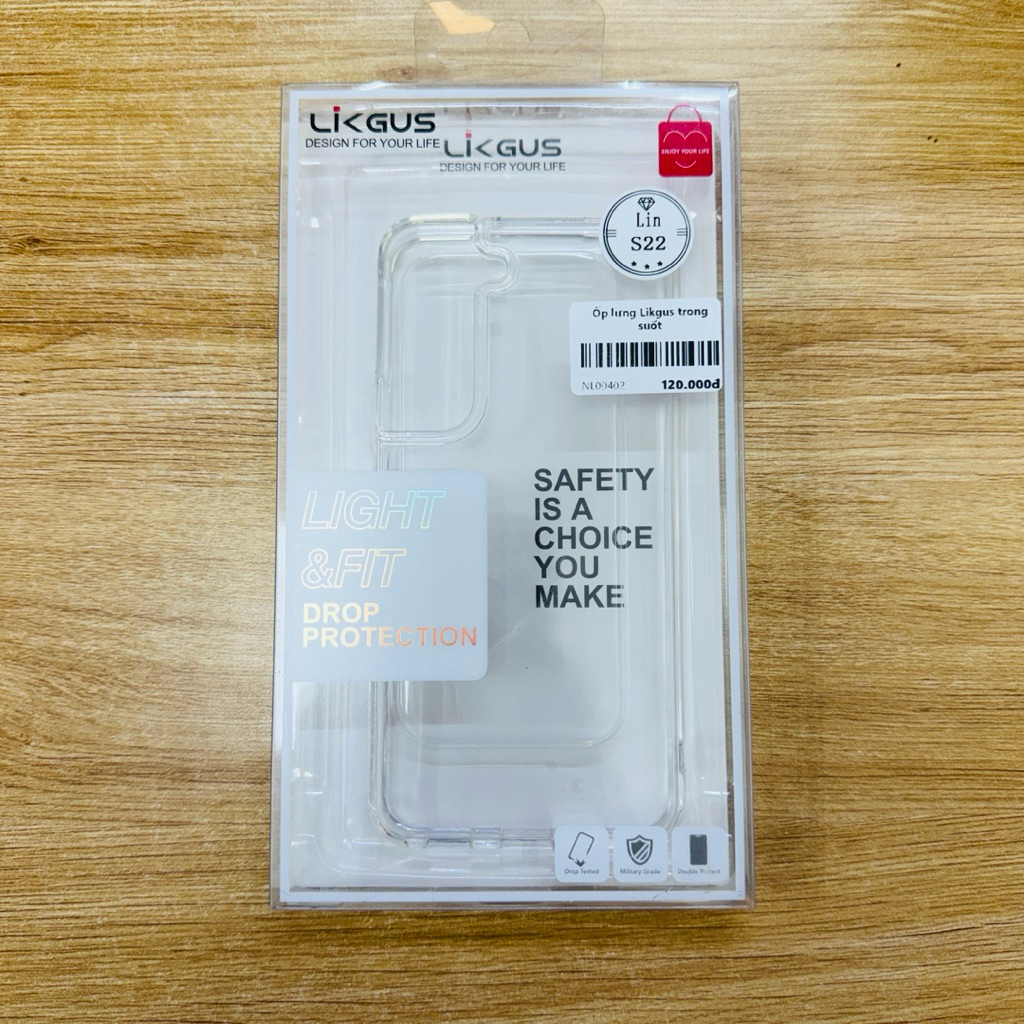 LIKGUS
DESIGN FOR YOUR LIFE
LIKGUS
DESIGN FOR YOUR LIFE
ENJOY YOUR LIFE
Lin
S22
Ốp lưng Likgus trong
suốt
NL00402 120.000đ
LIGHT
&FIT
DROP
PROTECTION
SAFETY
IS A
CHOICE
YOU
MAKE
Drop Tested
Military Grade
Double Protect